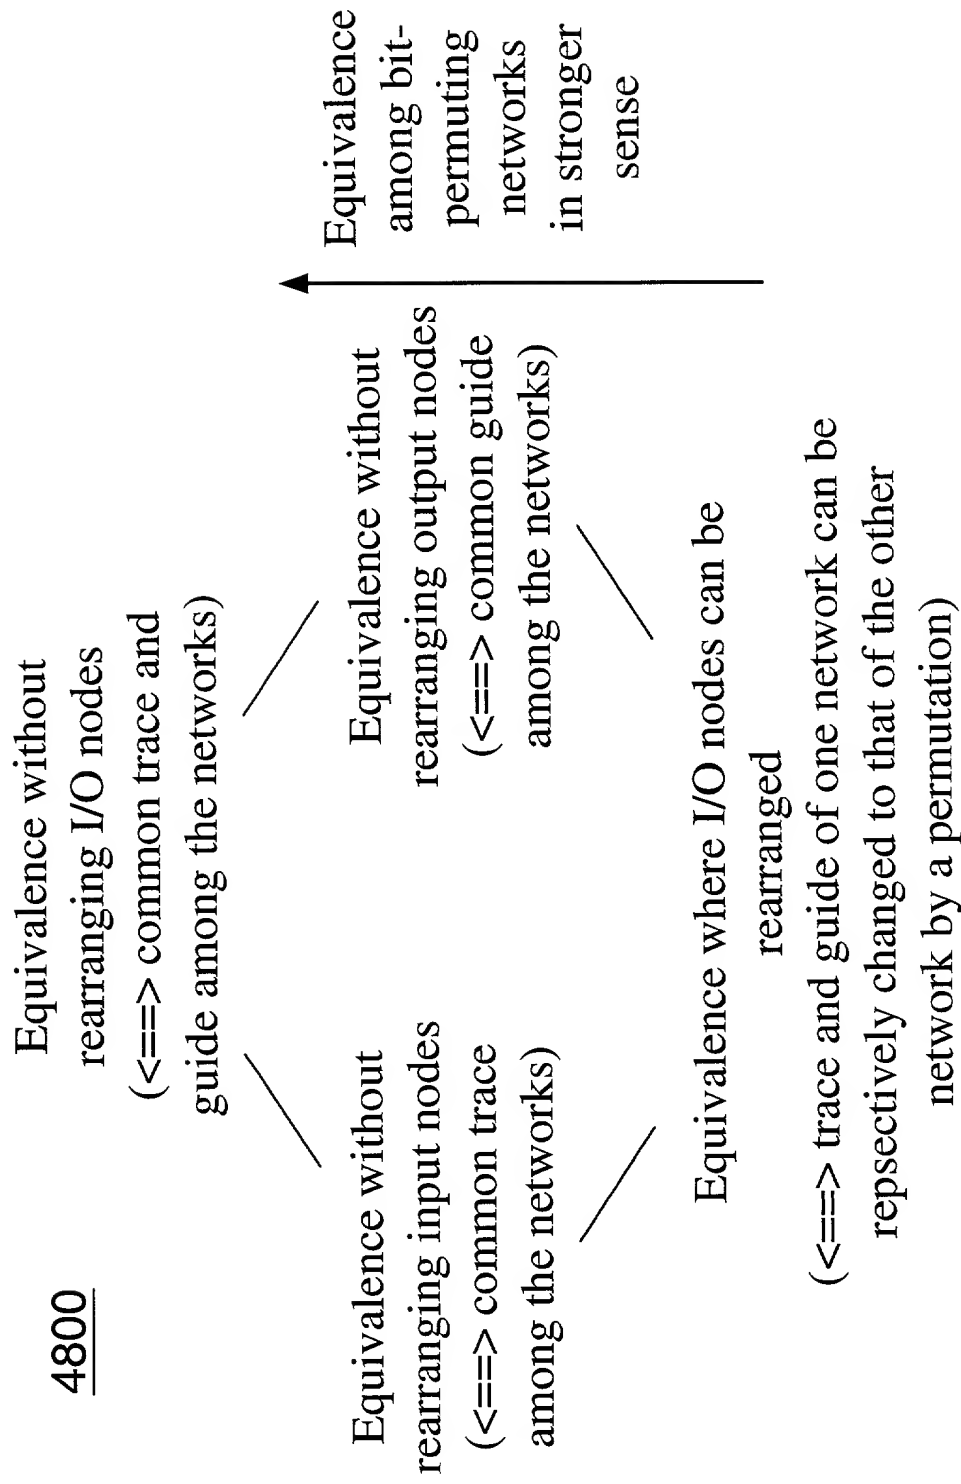 4800
Equivalence without
rearranging I/O nodes
(<==> common trace and
guide among the networks)
Equivalence without
rearranging input nodes
(<==> common trace
among the networks)
Equivalence without
rearranging output nodes
(<==> common guide
among the networks)
Equivalence where I/O nodes can be
rearranged
(<==> trace and guide of one network can be
repsectively changed to that of the other
network by a permutation)
Equivalence
among bit-
permuting
networks
in stronger
sense